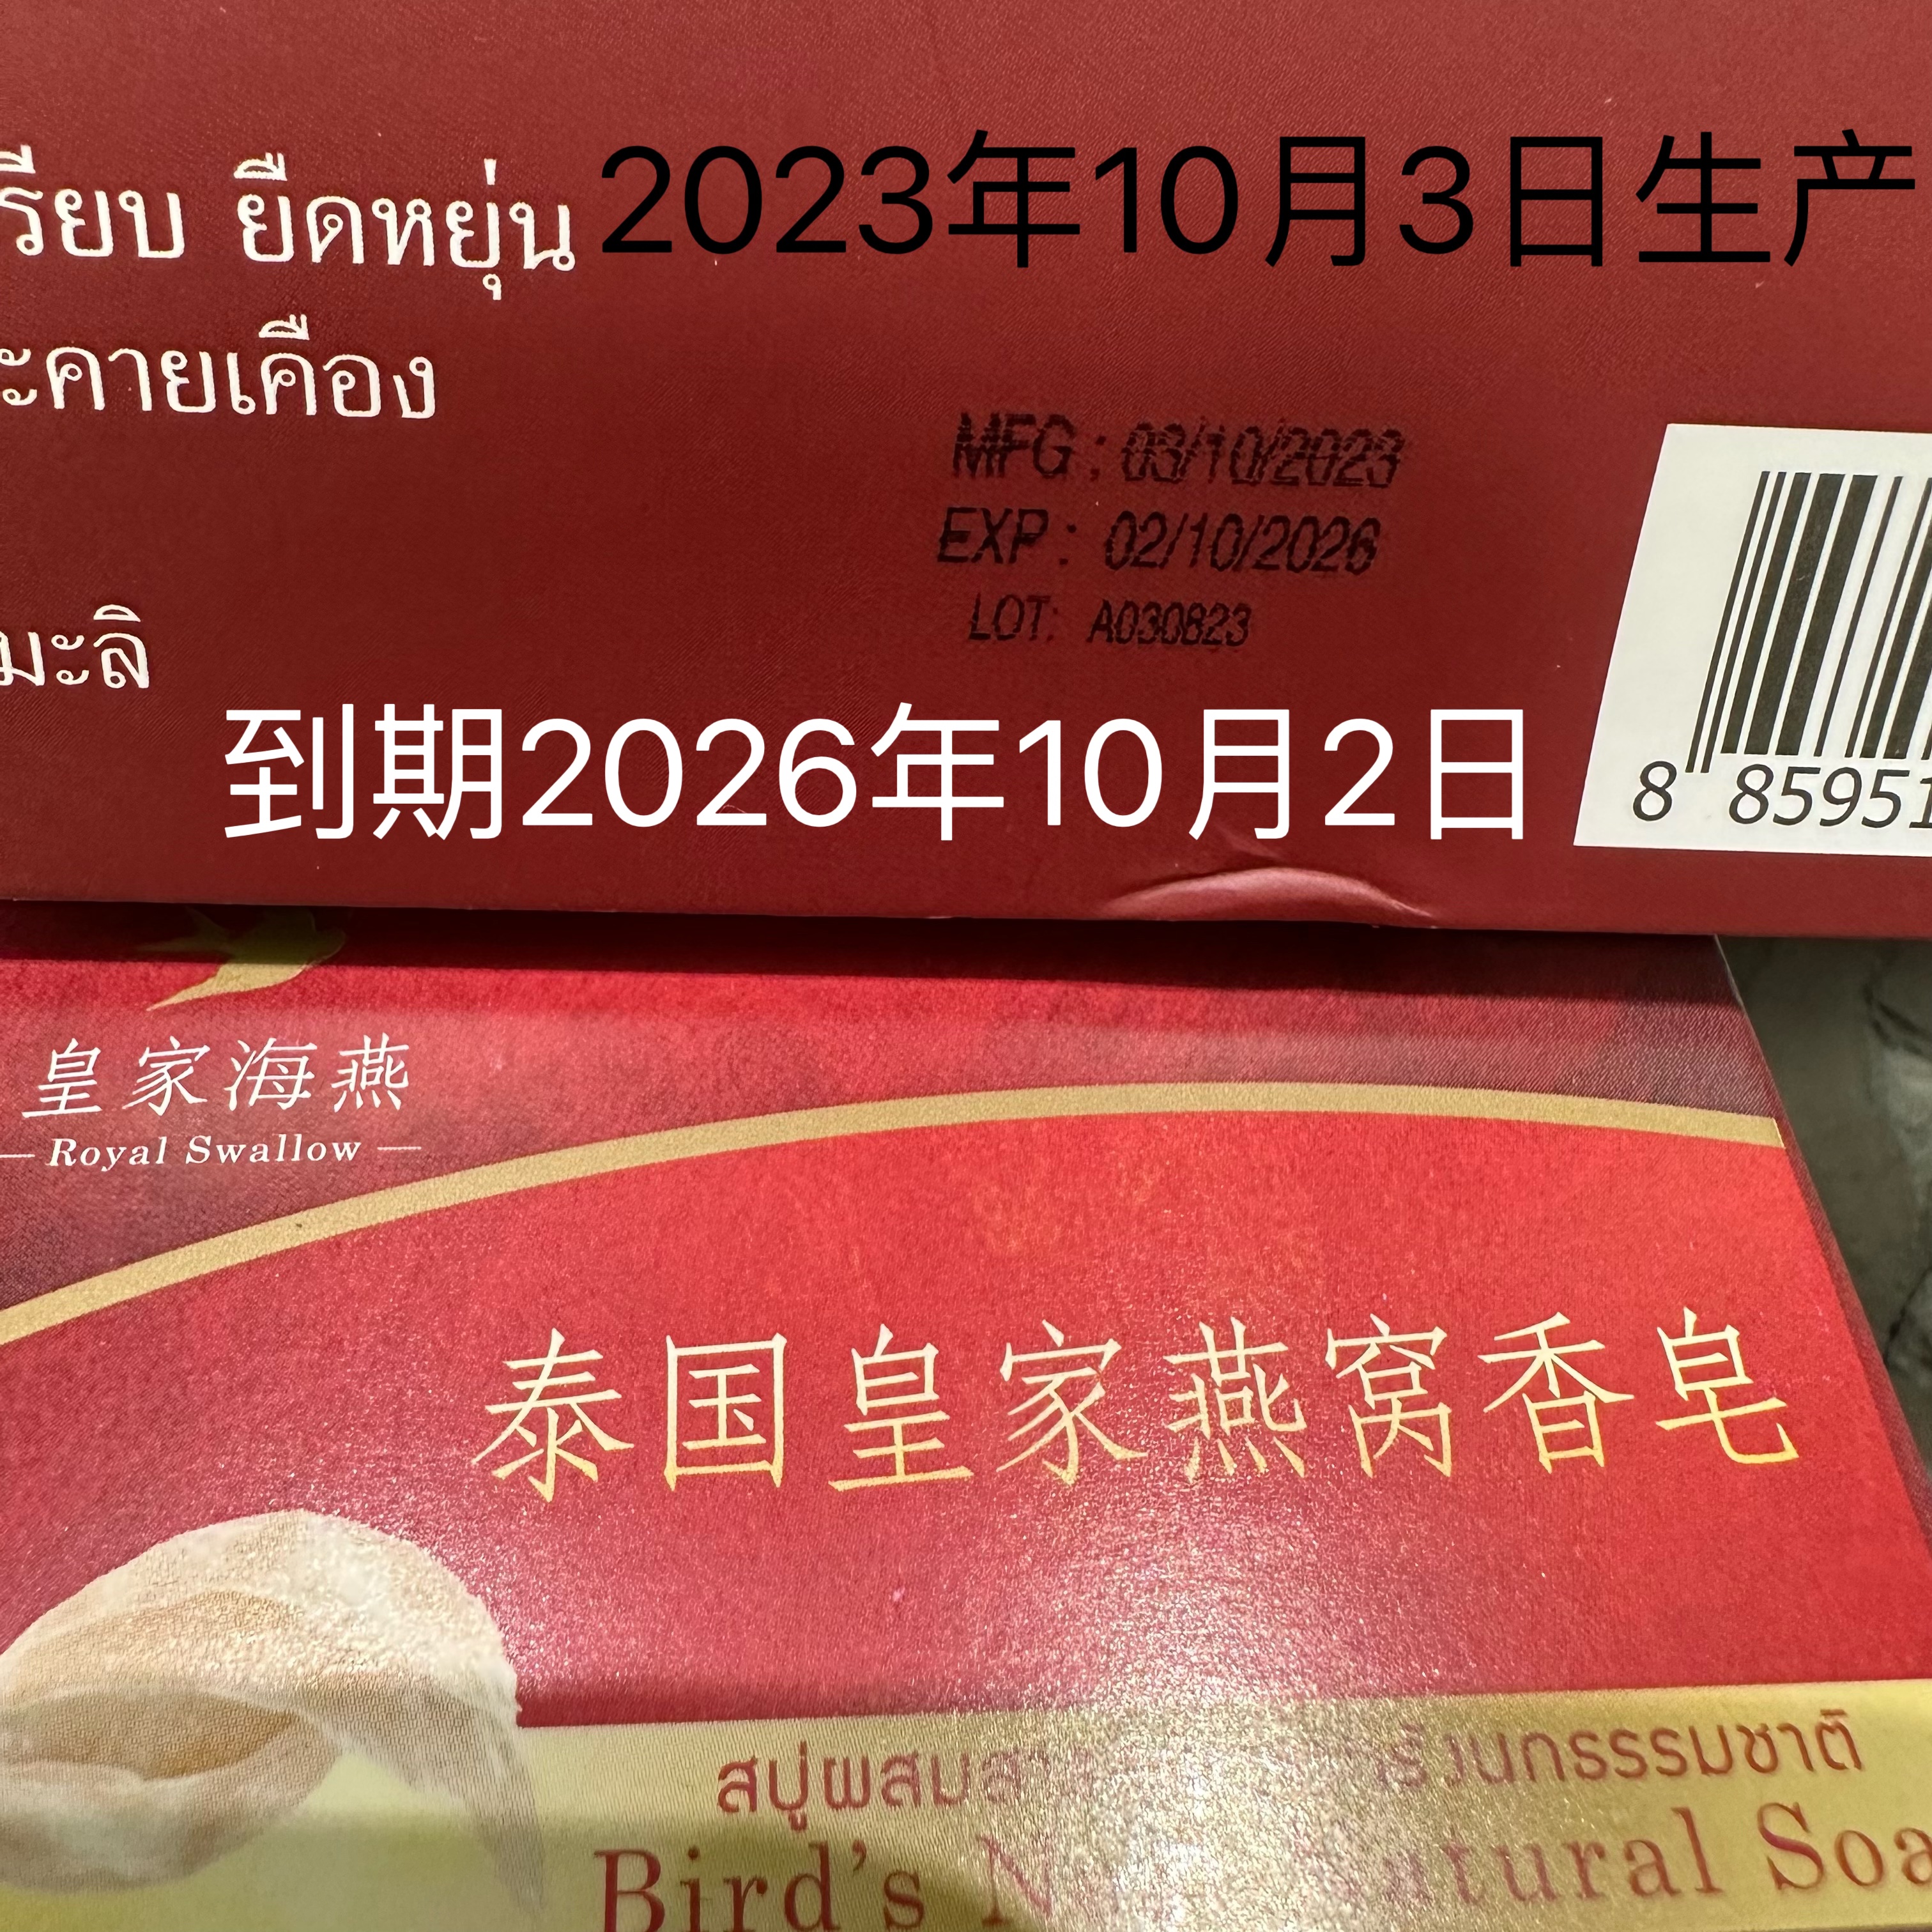 รียบ ยืดหยุ่น
2023年10月3日生产
ะคายเคือง
MFG : 03/10/2023
EXP : 02/10/2026
LOT: A030823
มะลิ
到期2026年10月2日
8 85951
皇家海燕
Royal Swallow
泰国皇家燕窝香皂
สบู่ผสมสา รังนกธรรมชาติ
Bird's N atural Soa